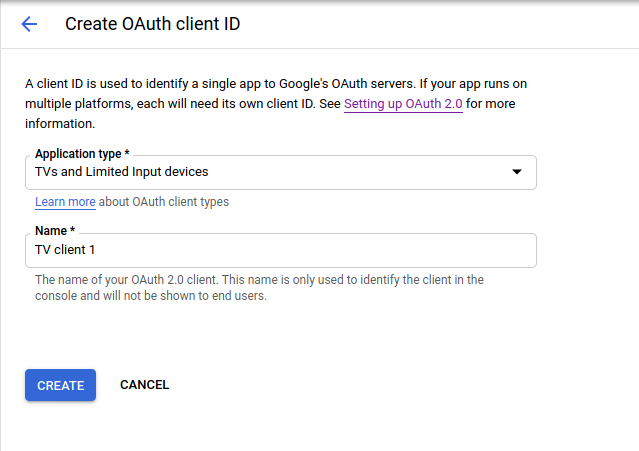 Create OAuth client ID
A client ID is used to identify a single app to Google's OAuth servers. If your app runs on
multiple platforms, each will need its own client ID. See Setting up OAuth 2.0 for more
information.
Application type *
TVs and Limited Input devices
Learn more about OAuth client types
Name *
TV client 1
The name of your OAuth 2.0 client. This name is only used to identify the client in the
console and will not be shown to end users.
CREATE CANCEL